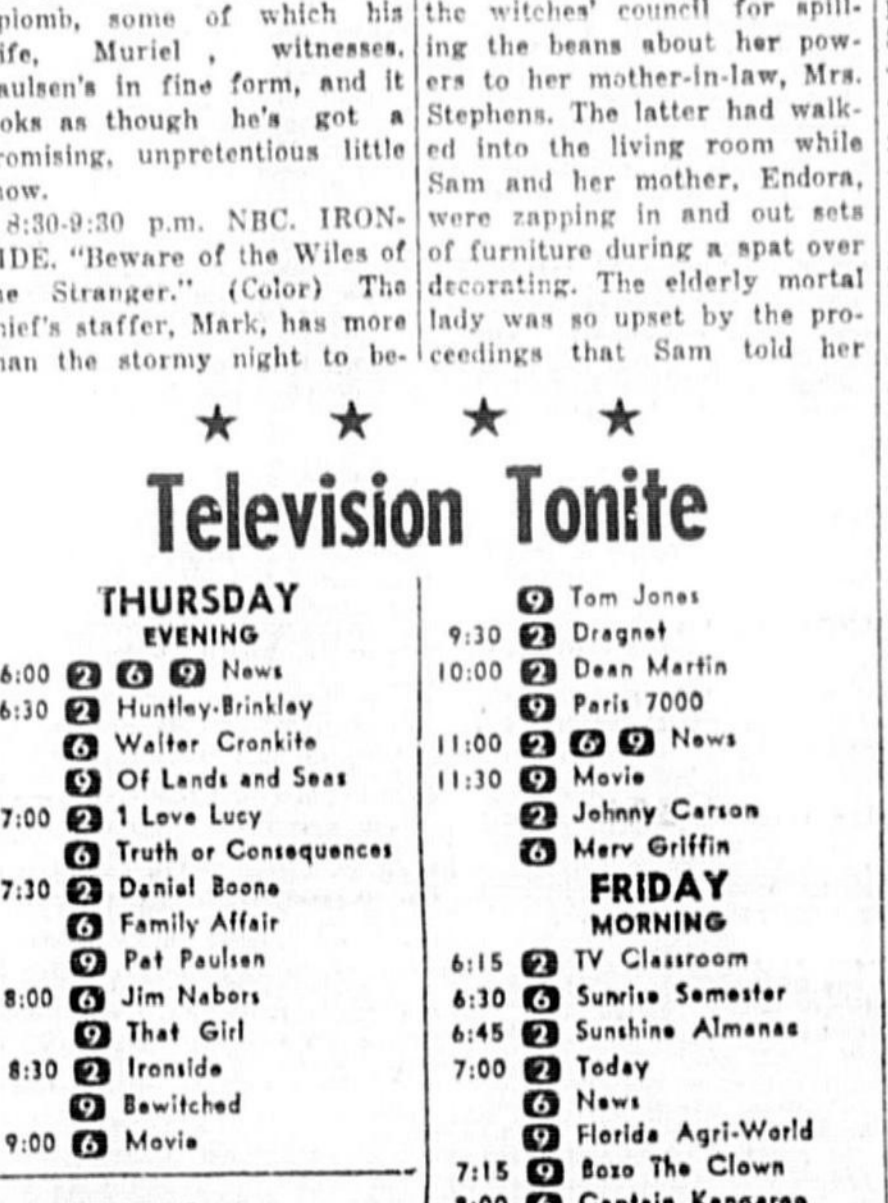 plomb, some of which his
ife, Muriel , witnesses.
aulsen's in fine form, and it
oks as though he's got a
romising, unpretentious little
how.
8:30-9:30 p.m. NBC. IRON-
IDE. "Beware of the Wiles of
he Stranger." (Color) The
hief's staffer, Mark, has more
han the stormy night to be-
the witches' council for spill-
ing the beans about her pow-
ers to her mother-in-law, Mrs.
Stephens. The latter had walk-
ed into the living room while
Sam and her mother, Endora,
were zapping in and out sets
of furniture during a spat over
decorating. The elderly mortal
lady was so upset by the pro-
ceedings that Sam told her
★ ★ ★ ★
Television Tonite
THURSDAY
EVENING
6:00 2 6 9 News
6:30 2 Huntley-Brinkley
6 Walter Cronkite
9 Of Lands and Seas
7:00 2 I Love Lucy
6 Truth or Consequences
7:30 2 Daniel Boone
6 Family Affair
9 Pat Paulsen
8:00 6 Jim Nabors
9 That Girl
8:30 2 Ironside
9 Bewitched
9:00 6 Movie
9 Tom Jones
9:30 2 Dragnet
10:00 2 Dean Martin
9 Paris 7000
11:00 2 6 9 News
11:30 9 Movie
2 Johnny Carson
6 Merv Griffin
FRIDAY
MORNING
6:15 2 TV Classroom
6:30 6 Sunrise Semester
6:45 2 Sunshine Almanac
7:00 2 Today
6 News
9 Florida Agri-World
7:15 9 Bozo The Clown
8:00 6 Captain Kangaro